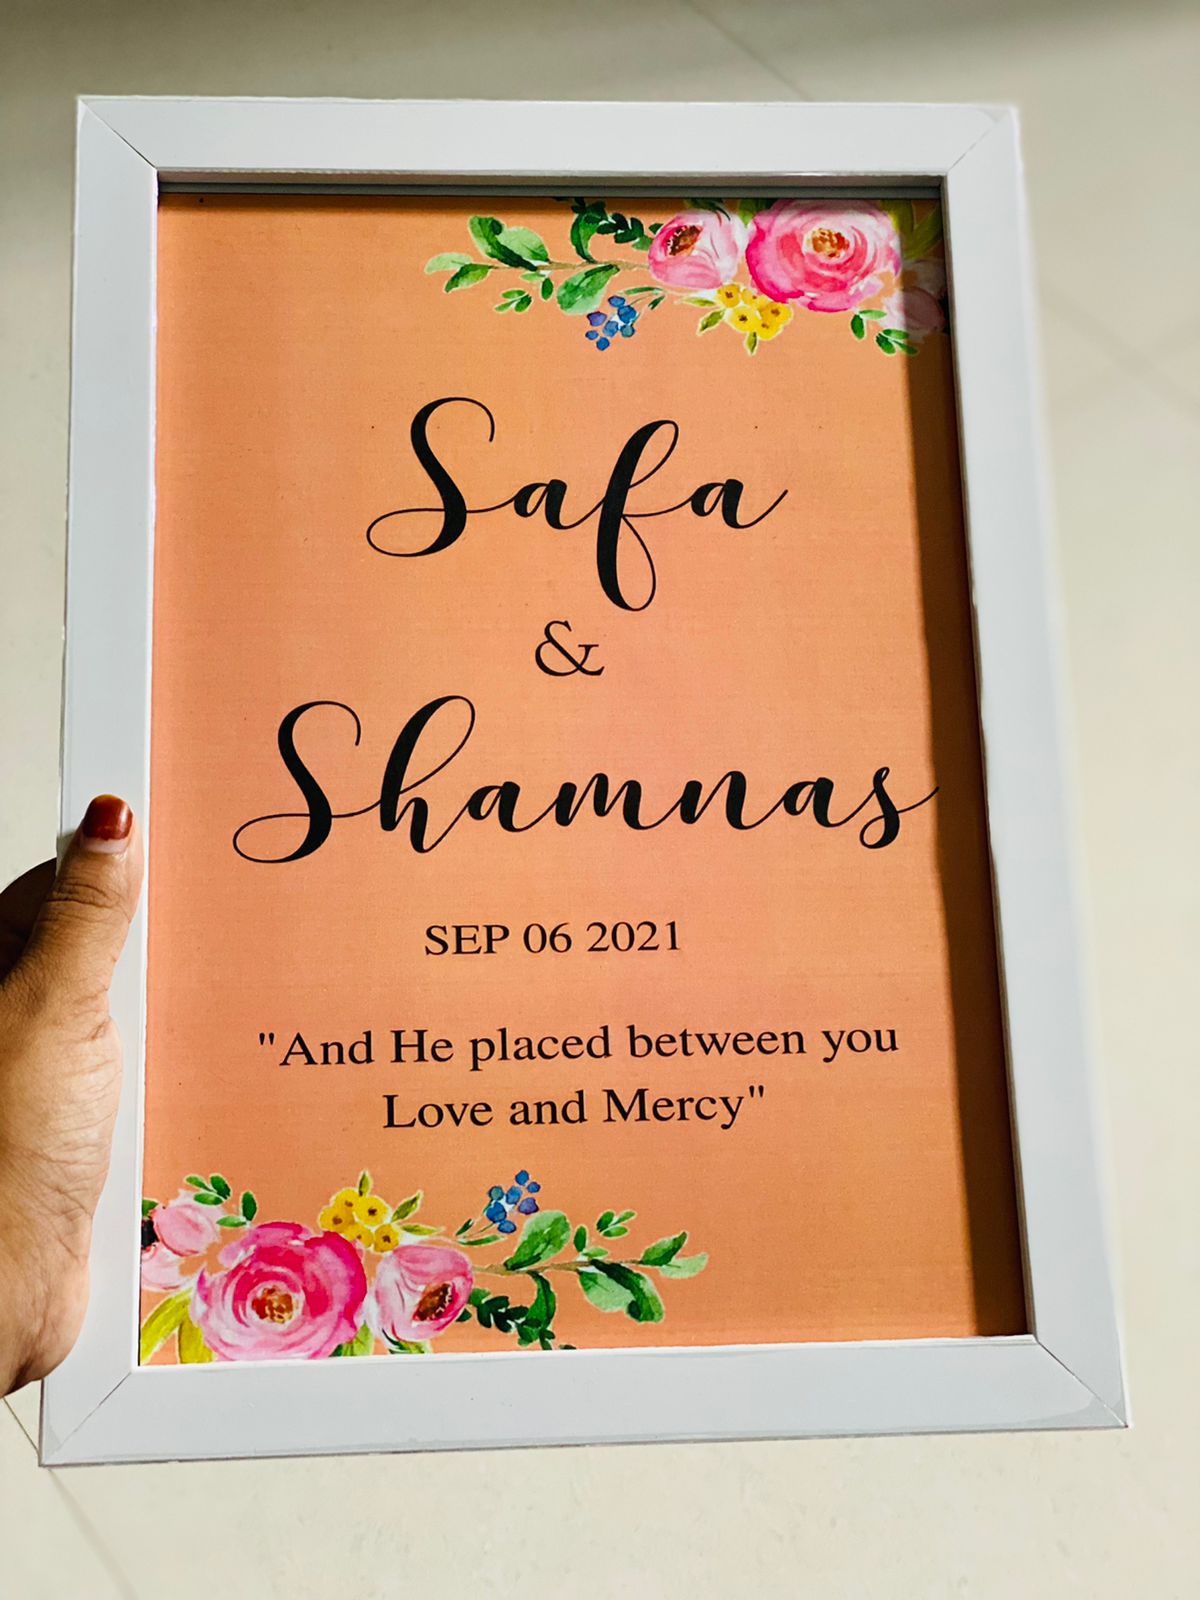 Safa
&
Shamnas
SEP 06 2021
"And He placed between you
Love and Mercy"